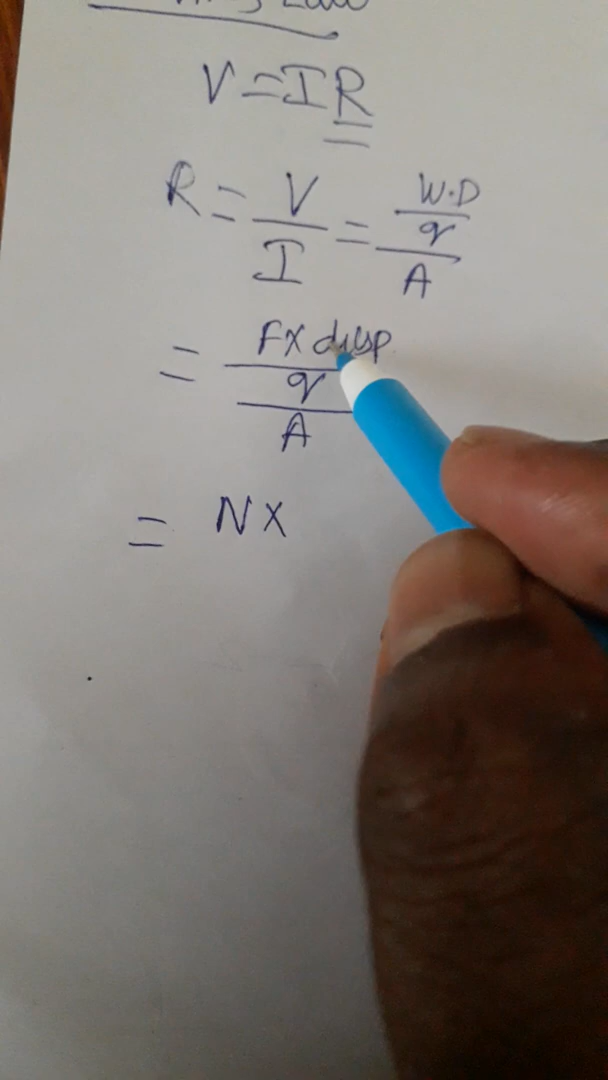 V=IR
R = V/I = W.D/q/A
= F×disp/q/A
= N×